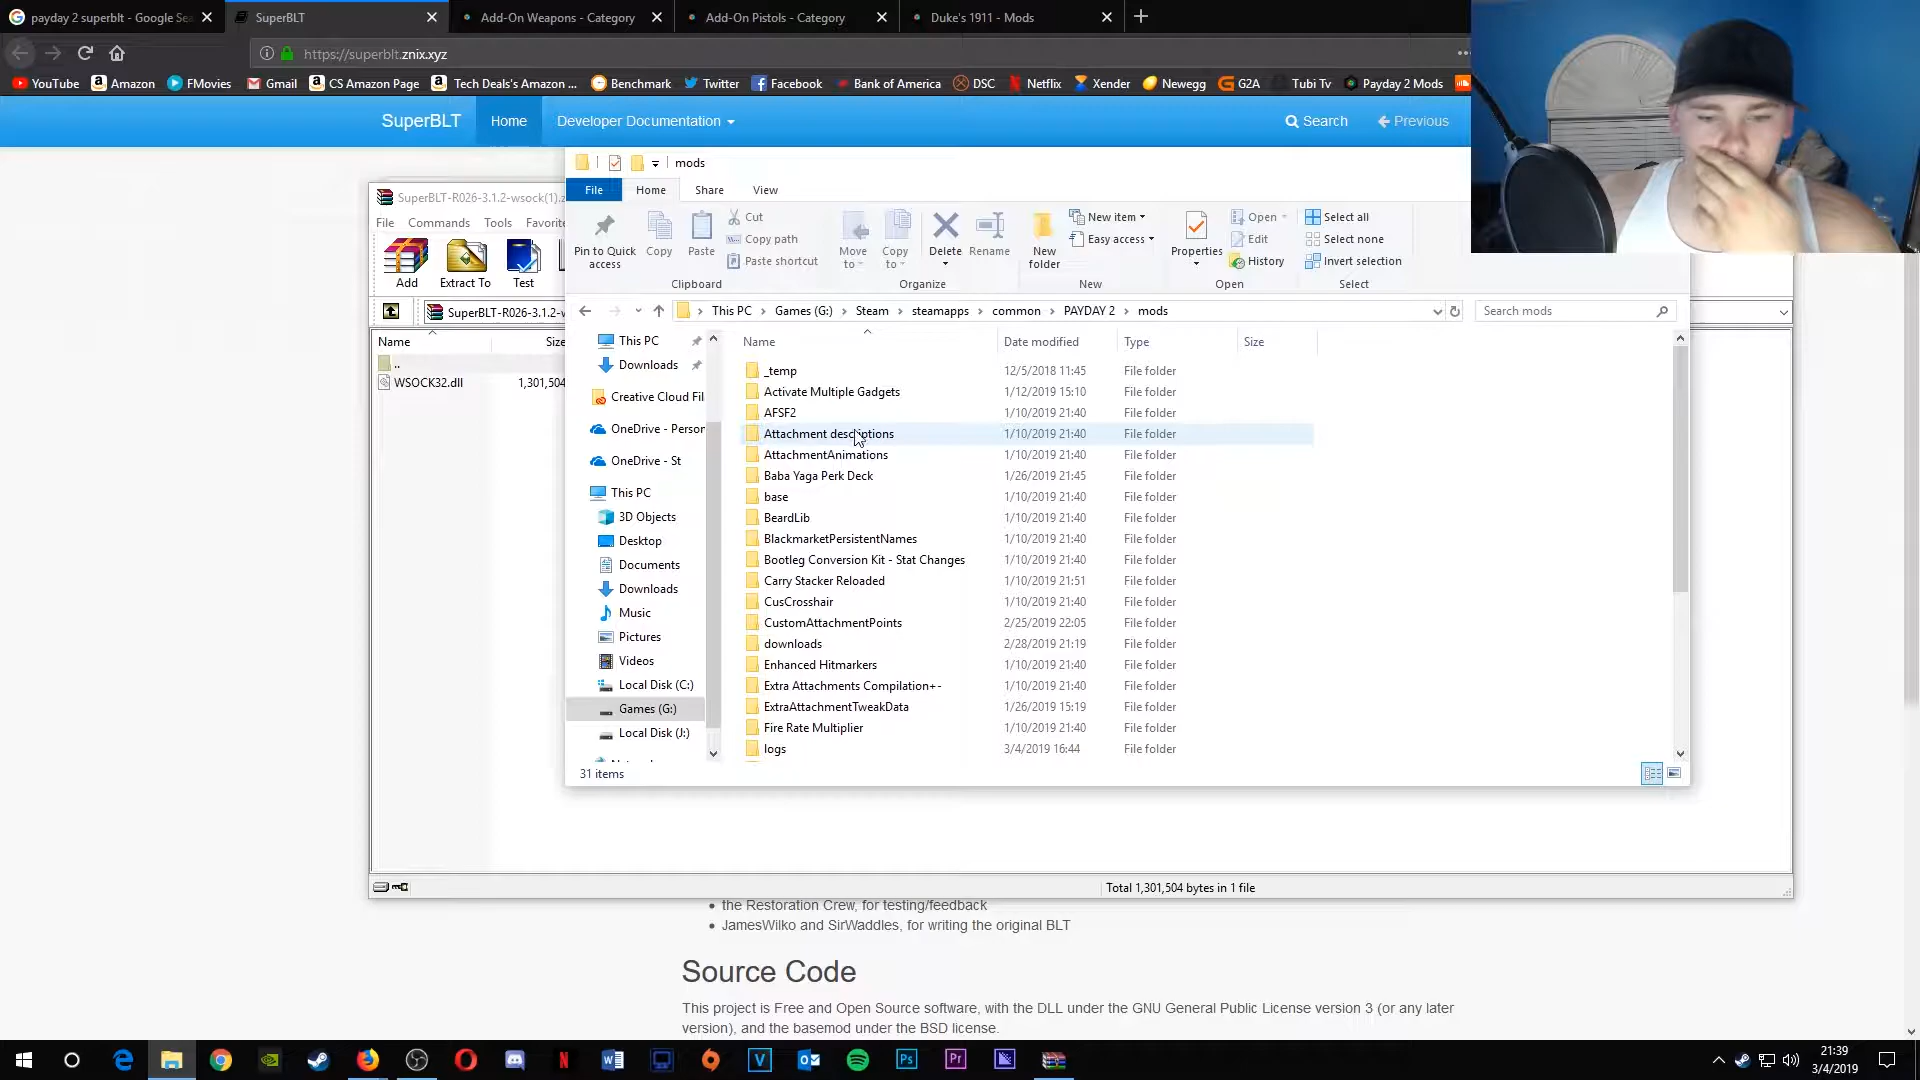 payday 2 superblt - Google Se
SuperBLT
Add-On Weapons - Category
Add-On Pistols - Category
Duke's 1911 - Mods
https://superblt.znix.xyz
YouTube
Amazon
FMovies
Gmail
CS Amazon Page
Tech Deals's Amazon ...
Benchmark
Twitter
Facebook
Bank of America
DSC
Netflix
Xender
Newegg
G2A
Tubi Tv
Payday 2 Mods
SuperBLT
Home
Developer Documentation
Search
Previous
mods
File
Home
Share
View
SuperBLT-R026-3.1.2-wsock(1).z
File
Commands
Tools
Favorite
Add
Extract To
Test
SuperBLT-R026-3.1.2-w
Name
Size
..
WSOCK32.dll
1,301,504
Pin to Quick access
Copy
Paste
Cut
Copy path
Paste shortcut
Clipboard
Move to
Copy to
Delete
Rename
Organize
New folder
New item
Easy access
New
Properties
Open
Edit
History
Open
Select all
Select none
Invert selection
Select
This PC > Games (G:) > Steam > steamapps > common > PAYDAY 2 > mods
Search mods
This PC
Downloads
Creative Cloud Fil
OneDrive - Person
OneDrive - St
This PC
3D Objects
Desktop
Documents
Downloads
Music
Pictures
Videos
Local Disk (C:)
Games (G:)
Local Disk (J:)
Name
Date modified
Type
Size
_temp 12/5/2018 11:45 File folder
Activate Multiple Gadgets 1/12/2019 15:10 File folder
AFSF2 1/10/2019 21:40 File folder
Attachment descriptions 1/10/2019 21:40 File folder
AttachmentAnimations 1/10/2019 21:40 File folder
Baba Yaga Perk Deck 1/26/2019 21:45 File folder
base 1/10/2019 21:40 File folder
BeardLib 1/10/2019 21:40 File folder
BlackmarketPersistentNames 1/10/2019 21:40 File folder
Bootleg Conversion Kit - Stat Changes 1/10/2019 21:40 File folder
Carry Stacker Reloaded 1/10/2019 21:51 File folder
CusCrosshair 1/10/2019 21:40 File folder
CustomAttachmentPoints 2/25/2019 22:05 File folder
downloads 2/28/2019 21:19 File folder
Enhanced Hitmarkers 1/10/2019 21:40 File folder
Extra Attachments Compilation+- 1/10/2019 21:40 File folder
ExtraAttachmentTweakData 1/26/2019 15:19 File folder
Fire Rate Multiplier 1/10/2019 21:40 File folder
logs 3/4/2019 16:44 File folder
31 items
Total 1,301,504 bytes in 1 file
the Restoration Crew, for testing/feedback
JamesWilko and SirWaddles, for writing the original BLT
Source Code
This project is Free and Open Source software, with the DLL under the GNU General Public License version 3 (or any later
version), and the basemod under the BSD license.
21:39
3/4/2019